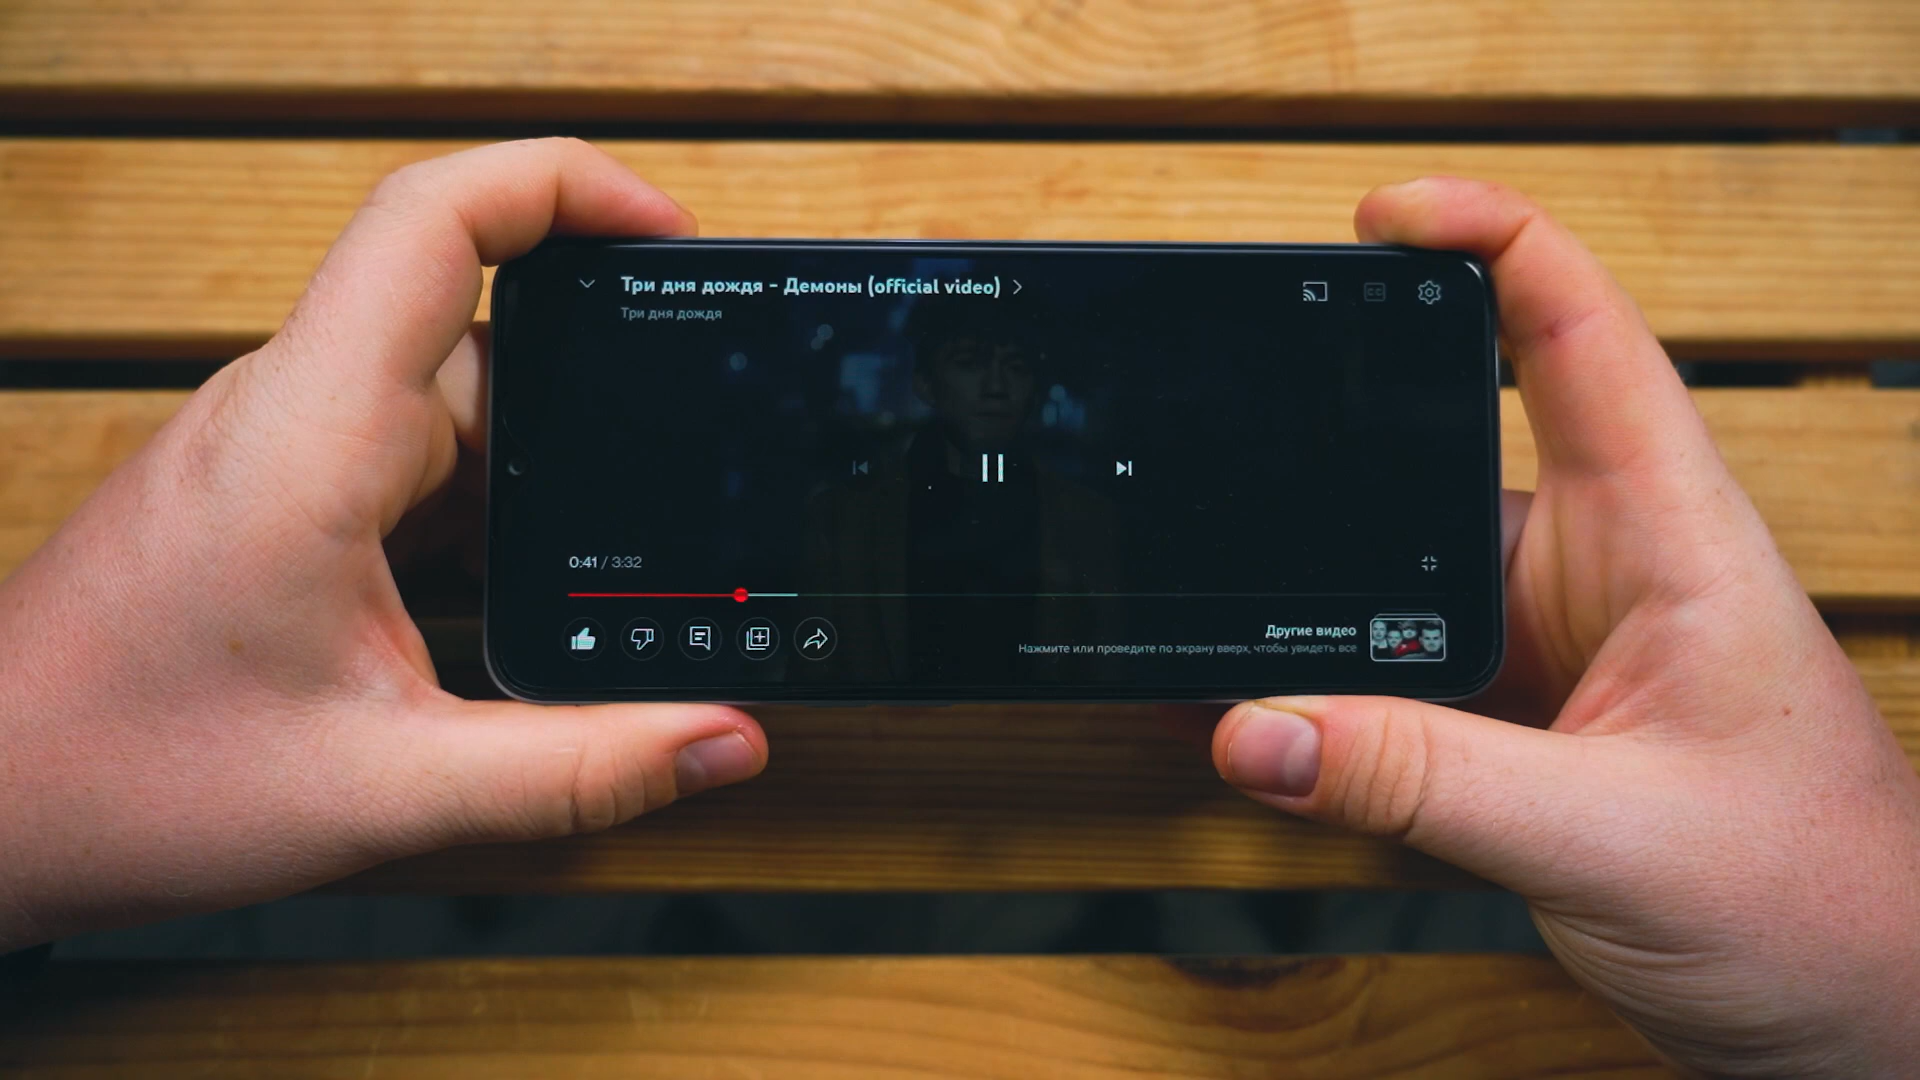 Три дня дождя - Демоны (official video)
Три дня дождя
CC
0:41 / 3:32
Другие видео
Нажмите или проведите по экрану вверх, чтобы увидеть все